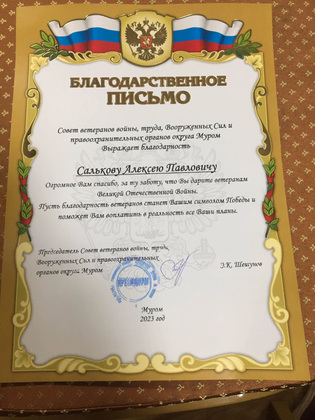 БЛАГОДАРСТВЕННОЕ
ПИСЬМО
Совет ветеранов войны, труда, Вооруженных Сил и
правоохранительных органов округа Муром
Выражает благодарность
Салькову Алексею Павловичу
Огромное Вам спасибо, за ту заботу, что Вы дарите ветеранам
Великой Отечественной Войны.
Пусть благодарность ветеранов станет Вашим символом Победы и
поможет Вам воплотить в реальность все Ваши планы.
Председатель Совет ветеранов войны, труда,
Вооруженных Сил и правоохранительных
органов округа Муром
Э.К. Шешунов
Муром
2023 год